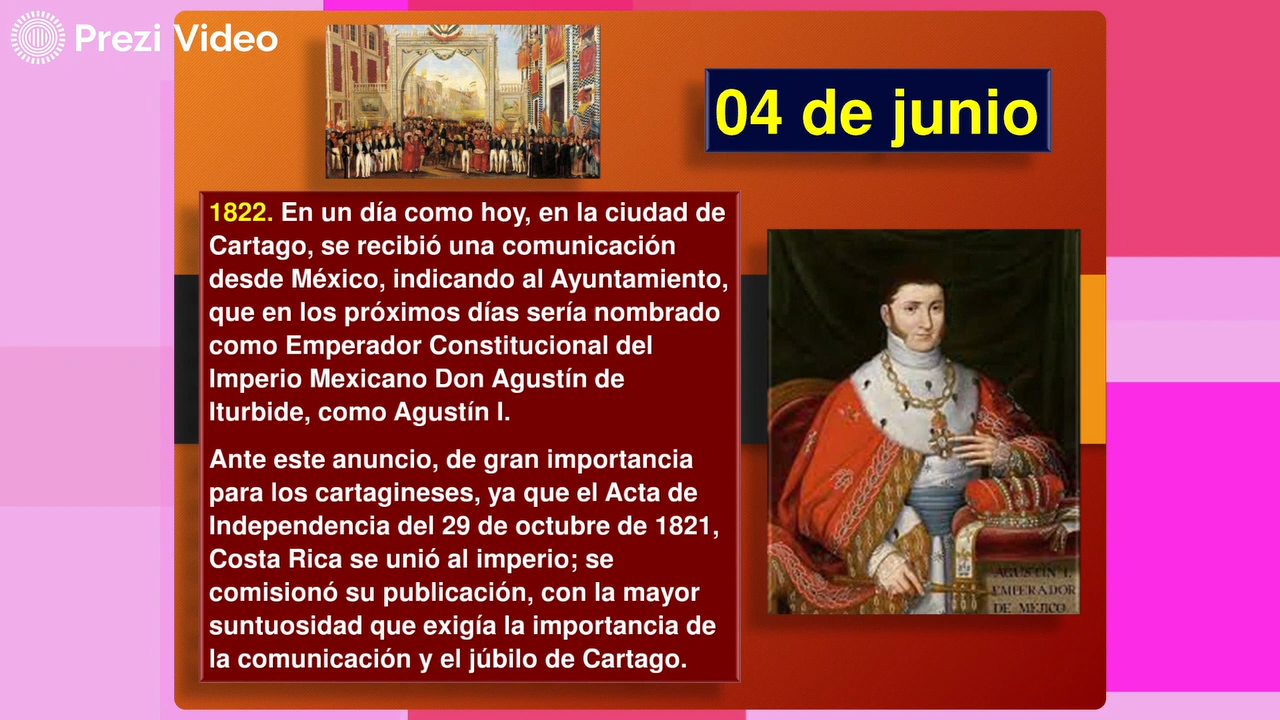 Prezi Video
04 de junio
1822. En un día como hoy, en la ciudad de
Cartago, se recibió una comunicación
desde México, indicando al Ayuntamiento,
que en los próximos días sería nombrado
como Emperador Constitucional del
Imperio Mexicano Don Agustín de
Iturbide, como Agustín I.
Ante este anuncio, de gran importancia
para los cartagineses, ya que el Acta de
Independencia del 29 de octubre de 1821,
Costa Rica se unió al imperio; se
comisionó su publicación, con la mayor
suntuosidad que exigía la importancia de
la comunicación y el júbilo de Cartago.
AGUSTIN I.
EMPERADOR
DE MEJICO